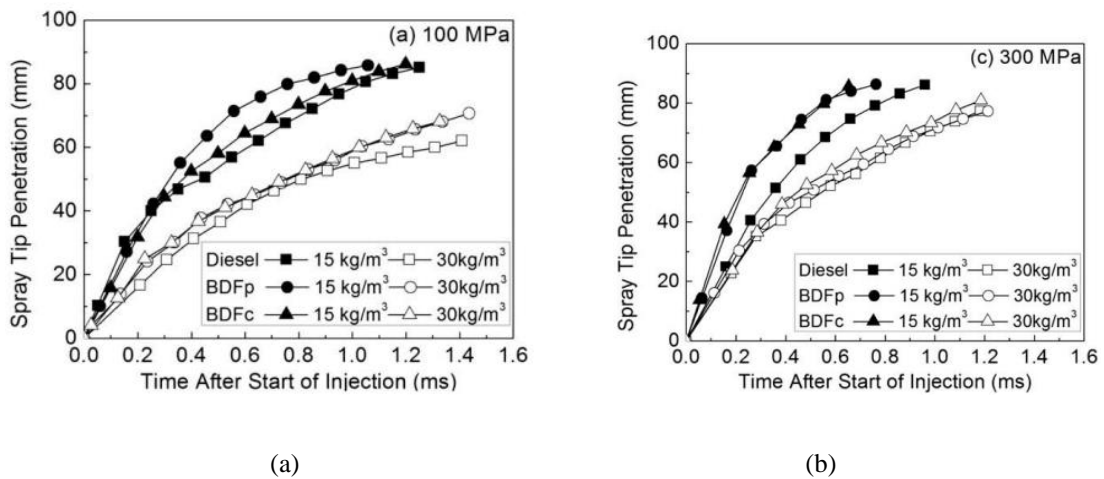 (a) 100 MPa
Spray Tip Penetration (mm)
100
80
60
40
20
0
Diesel 15 kg/m³ 30kg/m³
BDFp 15 kg/m³ 30kg/m³
BDFc 15 kg/m³ 30kg/m³
0.0 0.2 0.4 0.6 0.8 1.0 1.2 1.4 1.6
Time After Start of Injection (ms)
(c) 300 MPa
Spray Tip Penetration (mm)
100
80
60
40
20
0
Diesel 15 kg/m³ 30kg/m³
BDFp 15 kg/m³ 30kg/m³
BDFc 15 kg/m³ 30kg/m³
0.0 0.2 0.4 0.6 0.8 1.0 1.2 1.4 1.6
Time After Start of Injection (ms)
(a) (b)